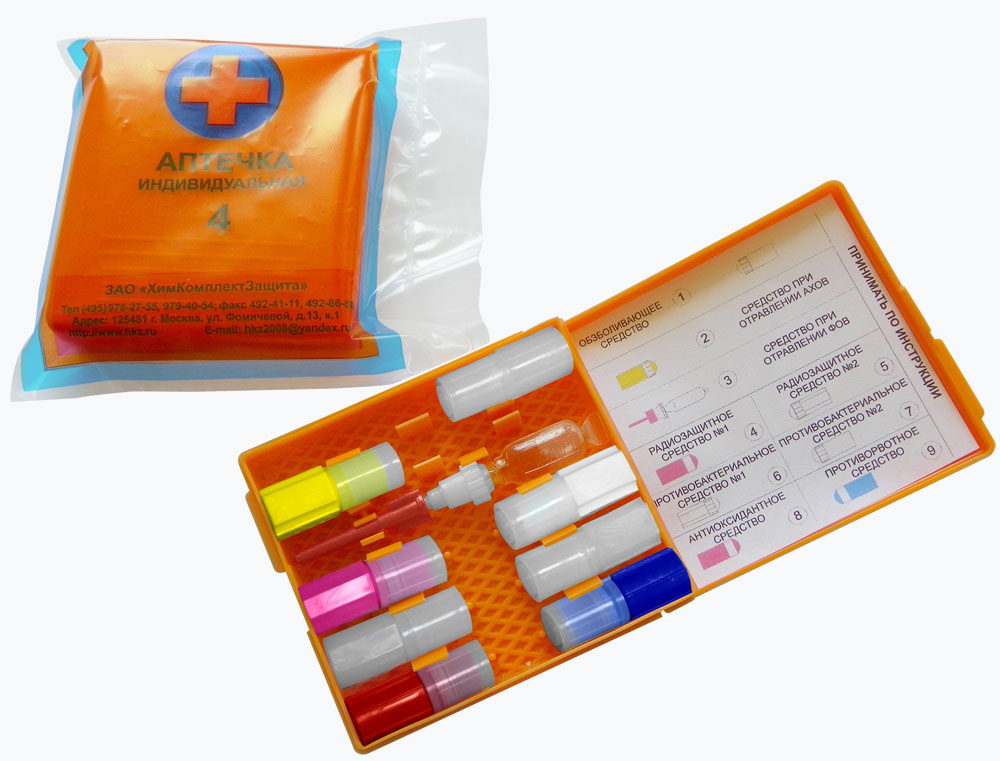 АПТЕЧКА
ИНДИВИДУАЛЬНАЯ
4
ЗАО «ХимКомплектЗащита»
Тел (495) 978-27-55, 979-40-54; факс 492-41-11, 492-86-8
Адрес: 125481 г. Москва, ул. Фомичевой, д.13, к.1
http://www.hkz.ru E-mail: hkz2008@yandex.ru
ПРИНИМАТЬ ПО ИНСТРУКЦИИ
ОБЗБОЛИВАЮЩЕЕ
СРЕДСТВО
1
2
СРЕДСТВО ПРИ
ОТРАВЛЕНИИ АХОВ
3
СРЕДСТВО ПРИ
ОТРАВЛЕНИИ ФОВ
РАДИОЗАЩИТНОЕ
СРЕДСТВО №1
4
РАДИОЗАЩИТНОЕ
СРЕДСТВО №2
5
ПРОТИВОБАКТЕРИАЛЬНОЕ
СРЕДСТВО №1
6
ПРОТИВОБАКТЕРИАЛЬНОЕ
СРЕДСТВО №2
7
АНТИОКСИДАНТНОЕ
СРЕДСТВО
8
ПРОТИВОРВОТНОЕ
СРЕДСТВО
9